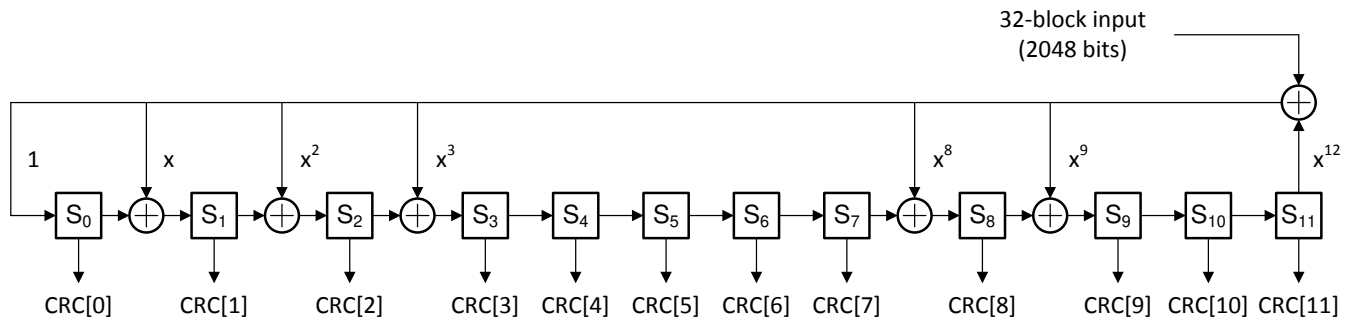 32-block input
(2048 bits)
1 x x² x³ x⁸ x⁹ x¹²
S₀ S₁ S₂ S₃ S₄ S₅ S₆ S₇ S₈ S₉ S₁₀ S₁₁
CRC[0] CRC[1] CRC[2] CRC[3] CRC[4] CRC[5] CRC[6] CRC[7] CRC[8] CRC[9] CRC[10] CRC[11]